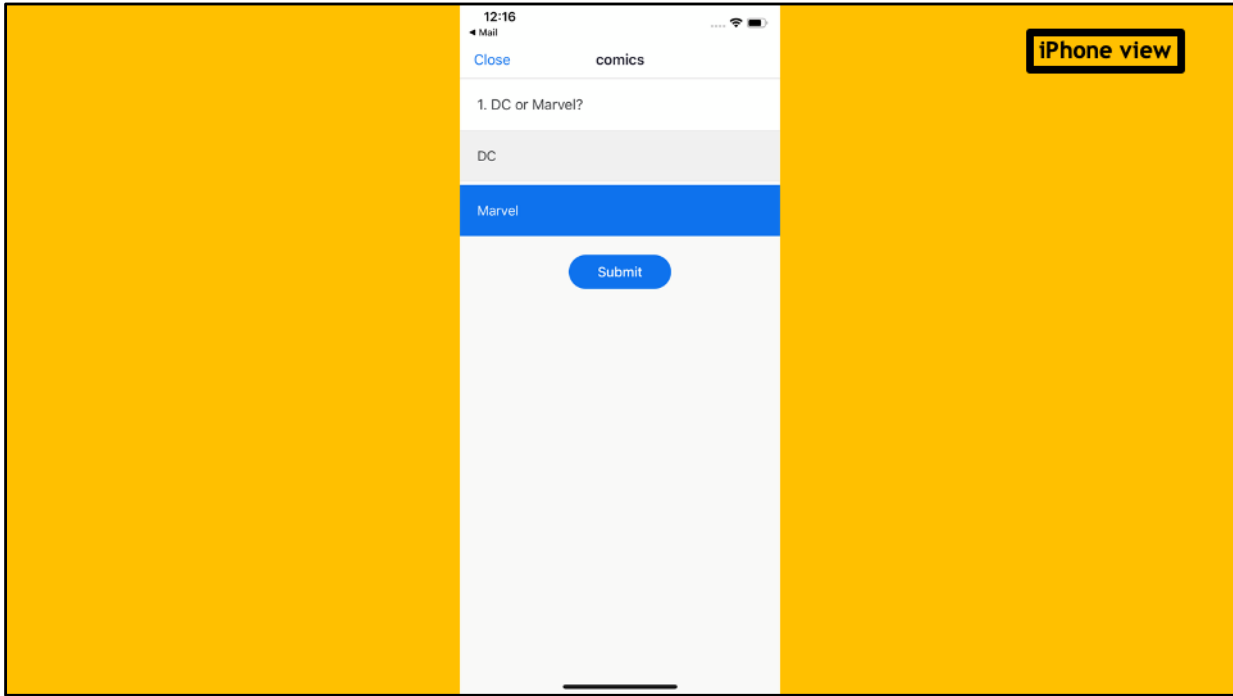 12:16
◀ Mail
iPhone view
Close comics
1. DC or Marvel?
DC
Marvel
Submit